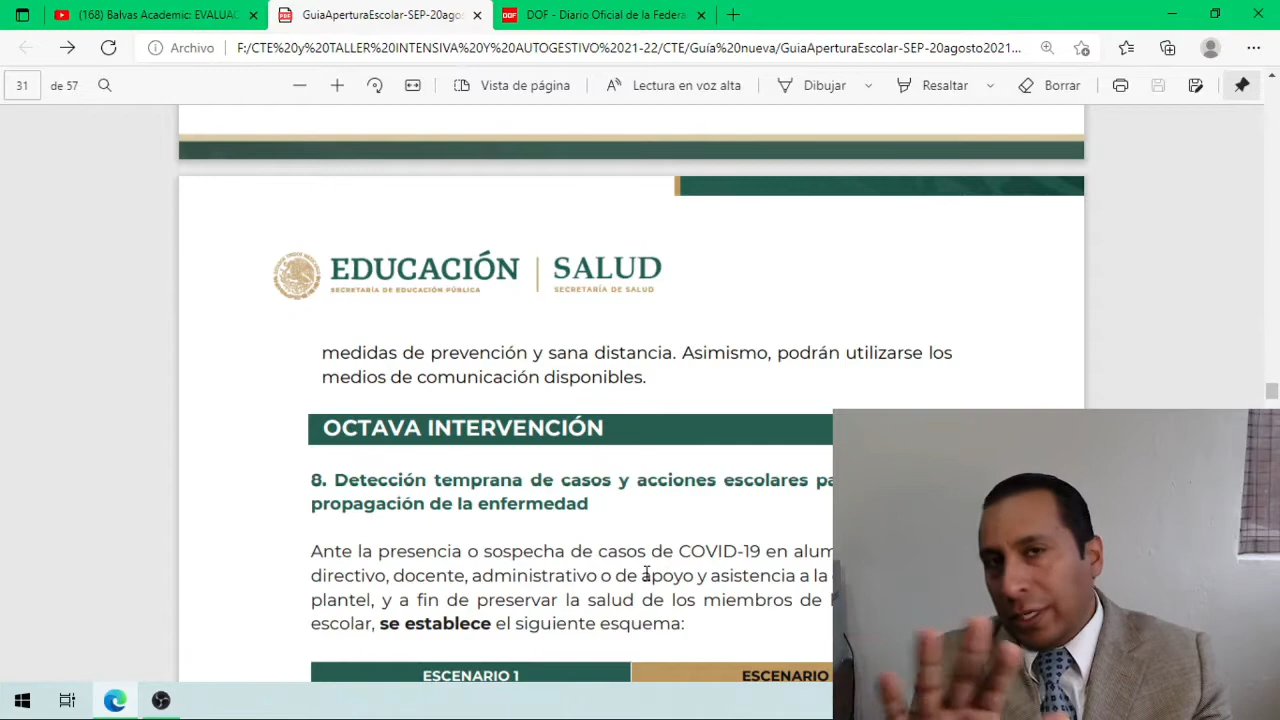 (168) Balvas Academic: EVALUAC
GuiaAperturaEscolar-SEP-20agos
DOF - Diario Oficial de la Federa
Archivo
F:/CTE%20y%20TALLER%20INTENSIVA%20Y%20AUTOGESTIVO%202021-22/CTE/Guía%20nueva/GuiaAperturaEscolar-SEP-20agosto2021...
31 de 57
Vista de página
Lectura en voz alta
Dibujar
Resaltar
Borrar
EDUCACIÓN
SECRETARÍA DE EDUCACIÓN PÚBLICA
SALUD
SECRETARÍA DE SALUD
medidas de prevención y sana distancia. Asimismo, podrán utilizarse los
medios de comunicación disponibles.
OCTAVA INTERVENCIÓN
8. Detección temprana de casos y acciones escolares pa
propagación de la enfermedad
Ante la presencia o sospecha de casos de COVID-19 en alum
directivo, docente, administrativo o de apoyo y asistencia a la
plantel, y a fin de preservar la salud de los miembros de
escolar, se establece el siguiente esquema:
ESCENARIO 1
ESCENARIO